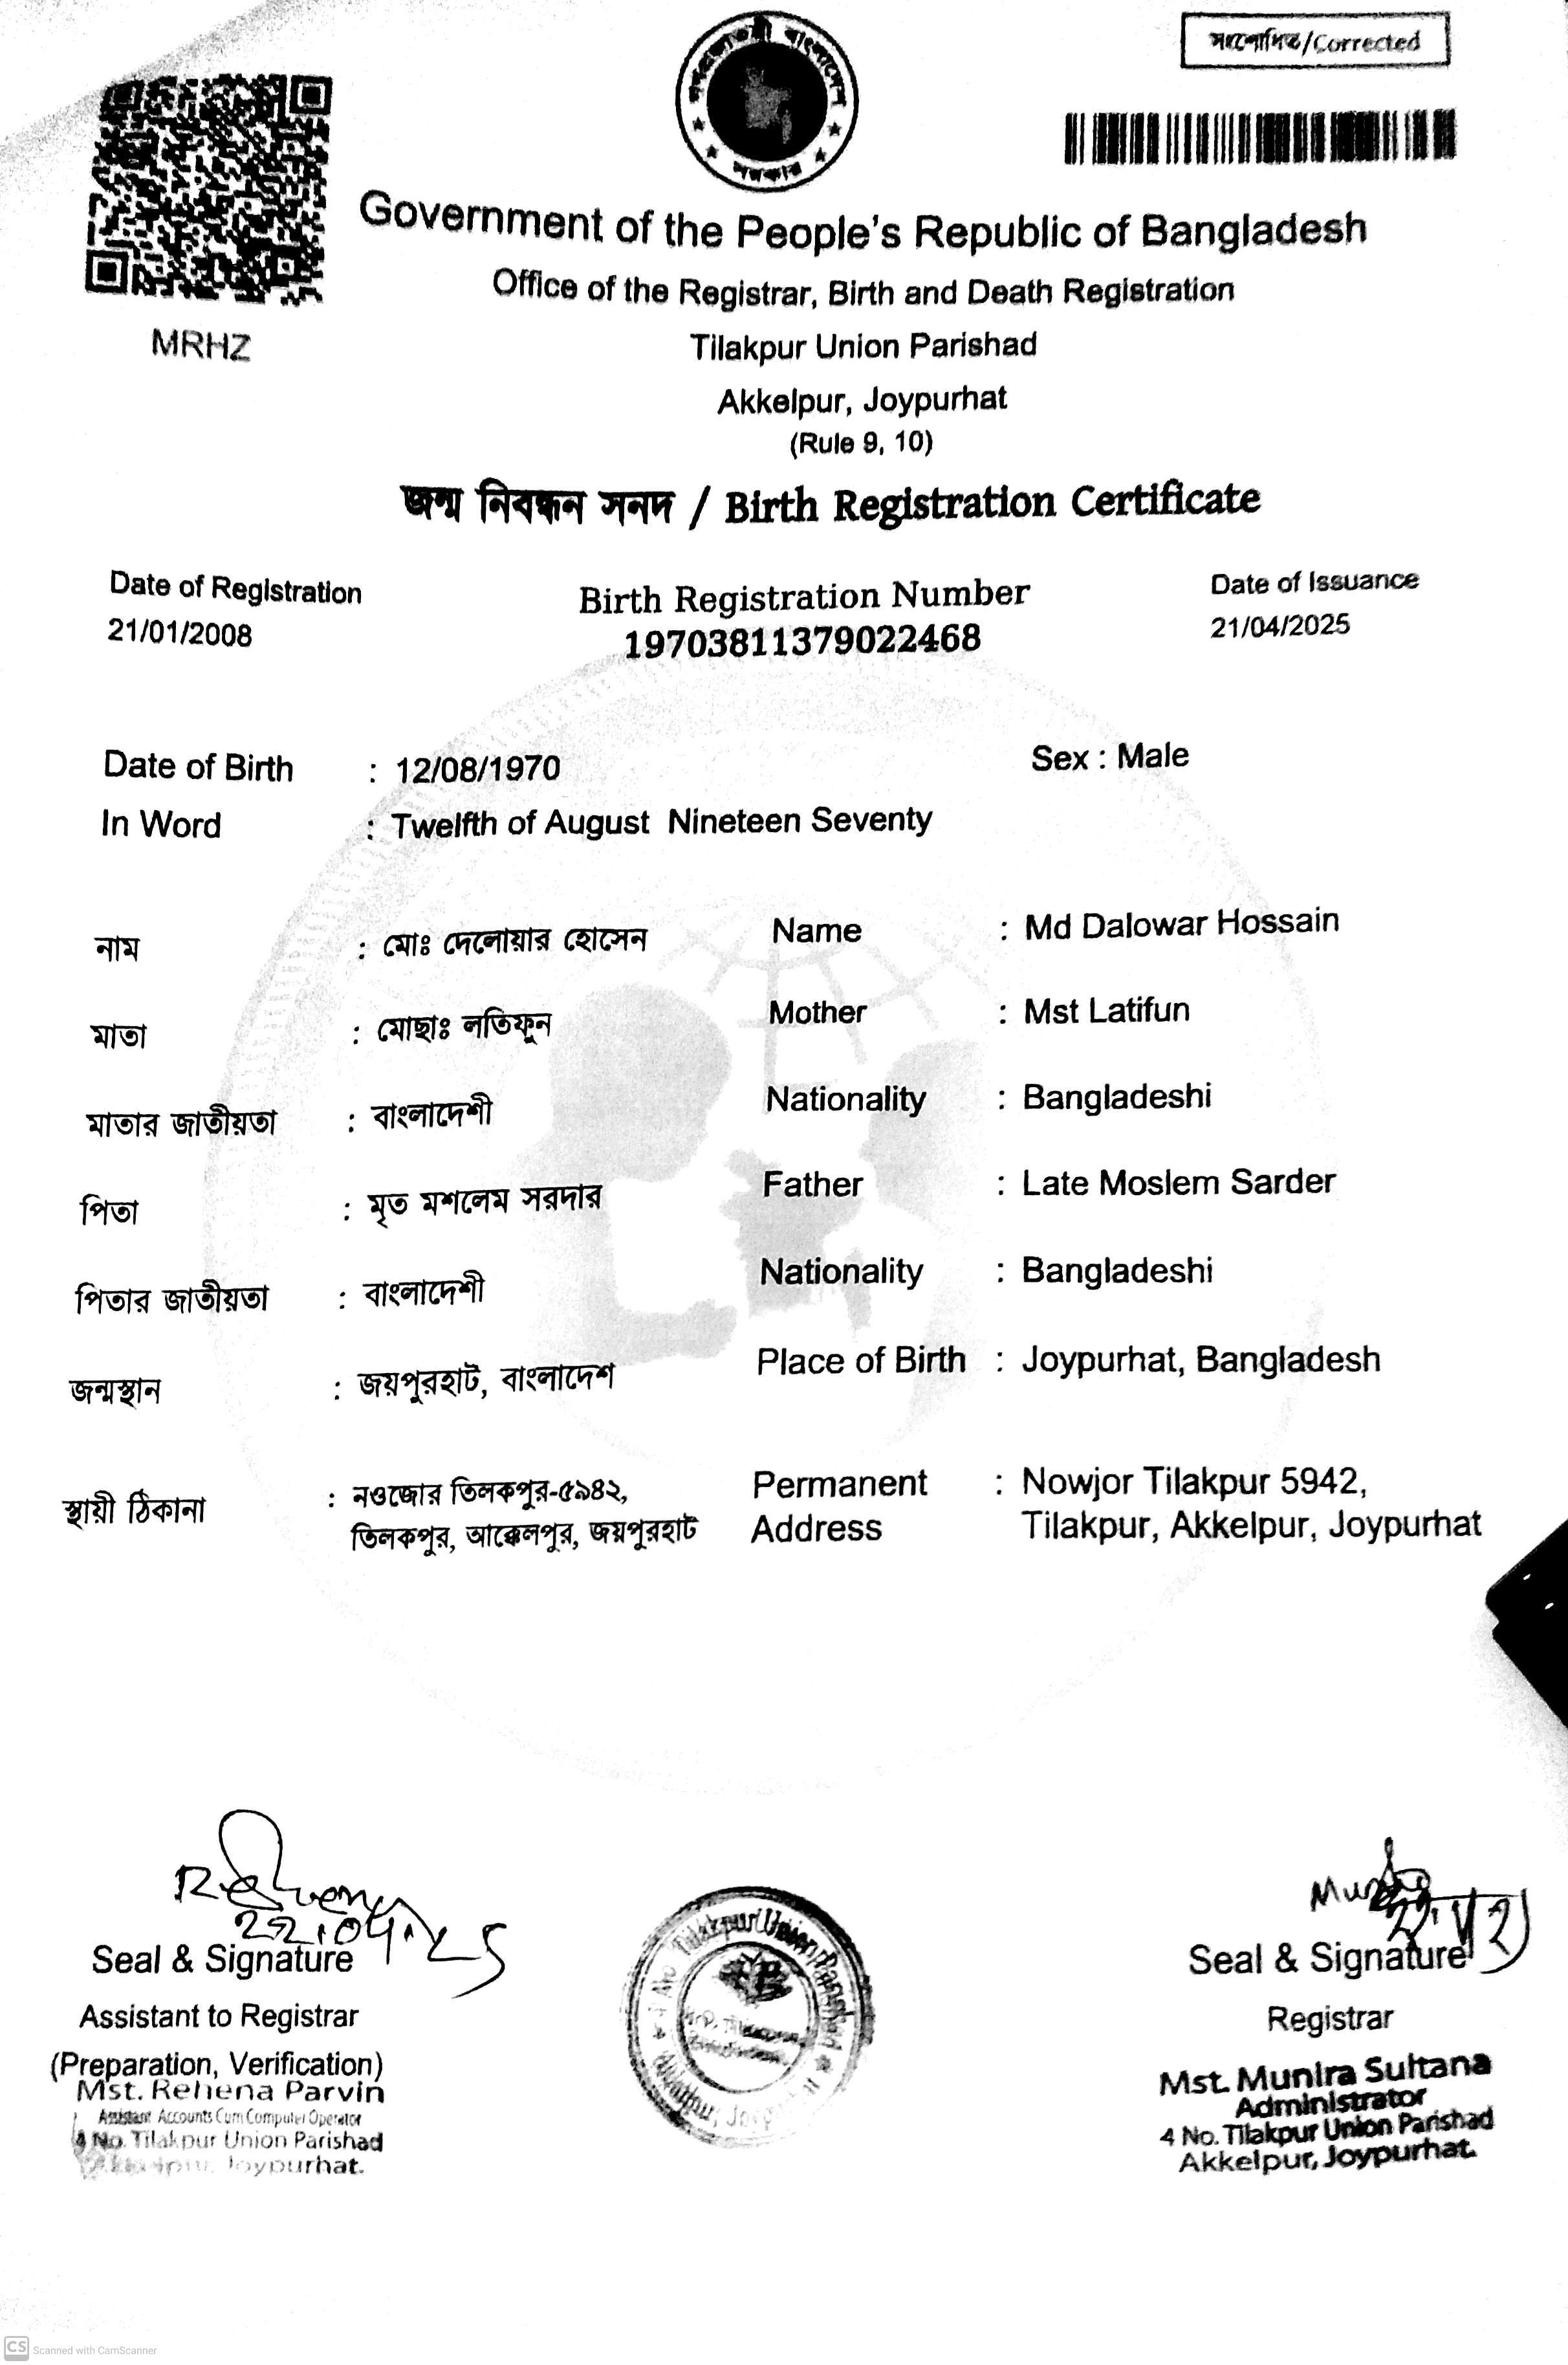 সংশোধিত/Corrected
গণপ্রজাতন্ত্রী বাংলাদেশ
সরকার
MRHZ
Government of the People's Republic of Bangladesh
Office of the Registrar, Birth and Death Registration
Tilakpur Union Parishad
Akkelpur, Joypurhat
(Rule 9, 10)
জন্ম নিবন্ধন সনদ / Birth Registration Certificate
Date of Registration Birth Registration Number Date of Issuance
21/01/2008 19703811379022468 21/04/2025
Date of Birth : 12/08/1970 Sex : Male
In Word : Twelfth of August Nineteen Seventy
নাম : মোঃ দেলোয়ার হোসেন Name : Md Dalowar Hossain
মাতা : মোছাঃ লতিফুন Mother : Mst Latifun
মাতার জাতীয়তা : বাংলাদেশী Nationality : Bangladeshi
পিতা : মৃত মশলেম সরদার Father : Late Moslem Sarder
পিতার জাতীয়তা : বাংলাদেশী Nationality : Bangladeshi
জন্মস্থান : জয়পুরহাট, বাংলাদেশ Place of Birth : Joypurhat, Bangladesh
স্থায়ী ঠিকানা : নওজোর তিলকপুর-৫৯৪২, Permanent : Nowjor Tilakpur 5942,
তিলকপুর, আক্কেলপুর, জয়পুরহাট Address Tilakpur, Akkelpur, Joypurhat
Rehena
22.04.25
Seal & Signature
Assistant to Registrar
(Preparation, Verification)
Mst. Rehena Parvin
Assistant Accounts Cum Computer Operator
4 No. Tilakpur Union Parishad
Akkelpur, Joypurhat.
Tilakpur Union Parishad
Seal & Signature
Registrar
Mst. Munira Sultana
Administrator
4 No. Tilakpur Union Parishad
Akkelpur, Joypurhat.
CS Scanned with CamScanner